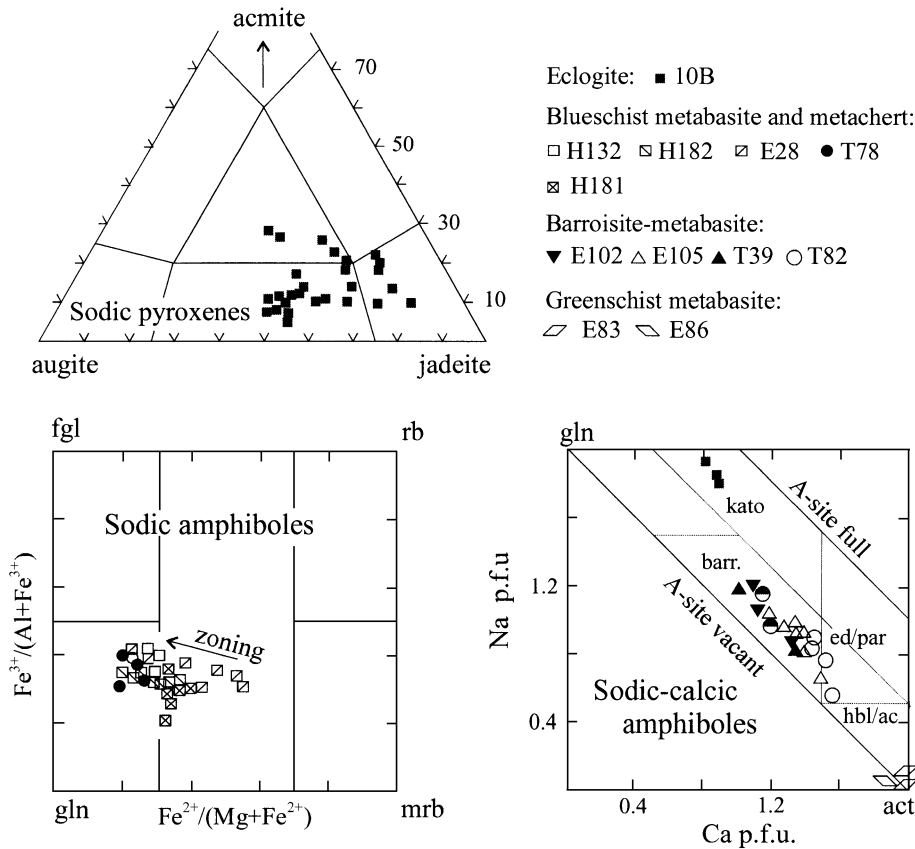 acmite
70
50
30
10
Sodic pyroxenes
augite
jadeite
Eclogite: 10B
Blueschist metabasite and metachert:
H132 H182 E28 T78
H181
Barroisite-metabasite:
E102 E105 T39 T82
Greenschist metabasite:
E83 E86
fgl
rb
Sodic amphiboles
Fe³⁺/(Al+Fe³⁺)
zoning
gln
Fe²⁺/(Mg+Fe²⁺)
mrb
gln
kato
A-site full
Na p.f.u
1.2
barr.
A-site vacant
ed/par
Sodic-calcic
amphiboles
hbl/ac
0.4
0.4
1.2
act
Ca p.f.u.